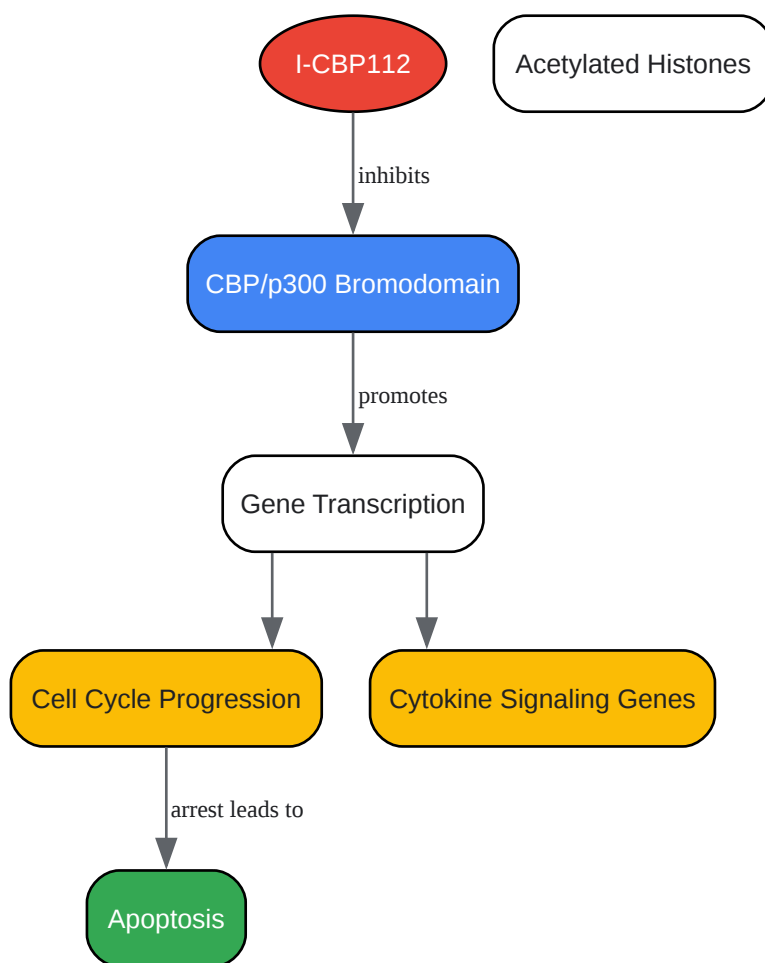 I-CBP112
Acetylated Histones
inhibits
CBP/p300 Bromodomain
promotes
Gene Transcription
Cell Cycle Progression
Cytokine Signaling Genes
arrest leads to
Apoptosis